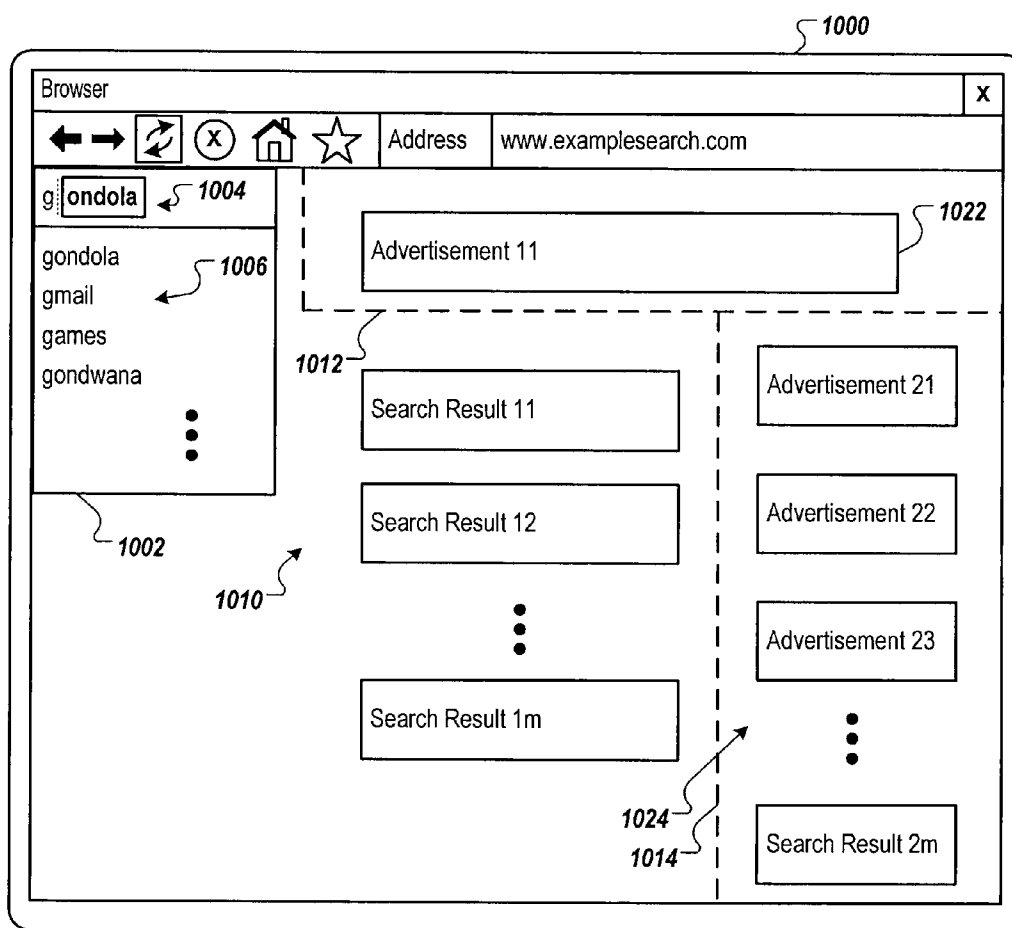 1000
Browser X
X Address www.examplesearch.com
g ondola 1004
gondola
gmail
games
gondwana
1006
1002
Advertisement 11
1022
1012
Search Result 11
Search Result 12
1010
Search Result 1m
Advertisement 21
Advertisement 22
Advertisement 23
1024
1014
Search Result 2m